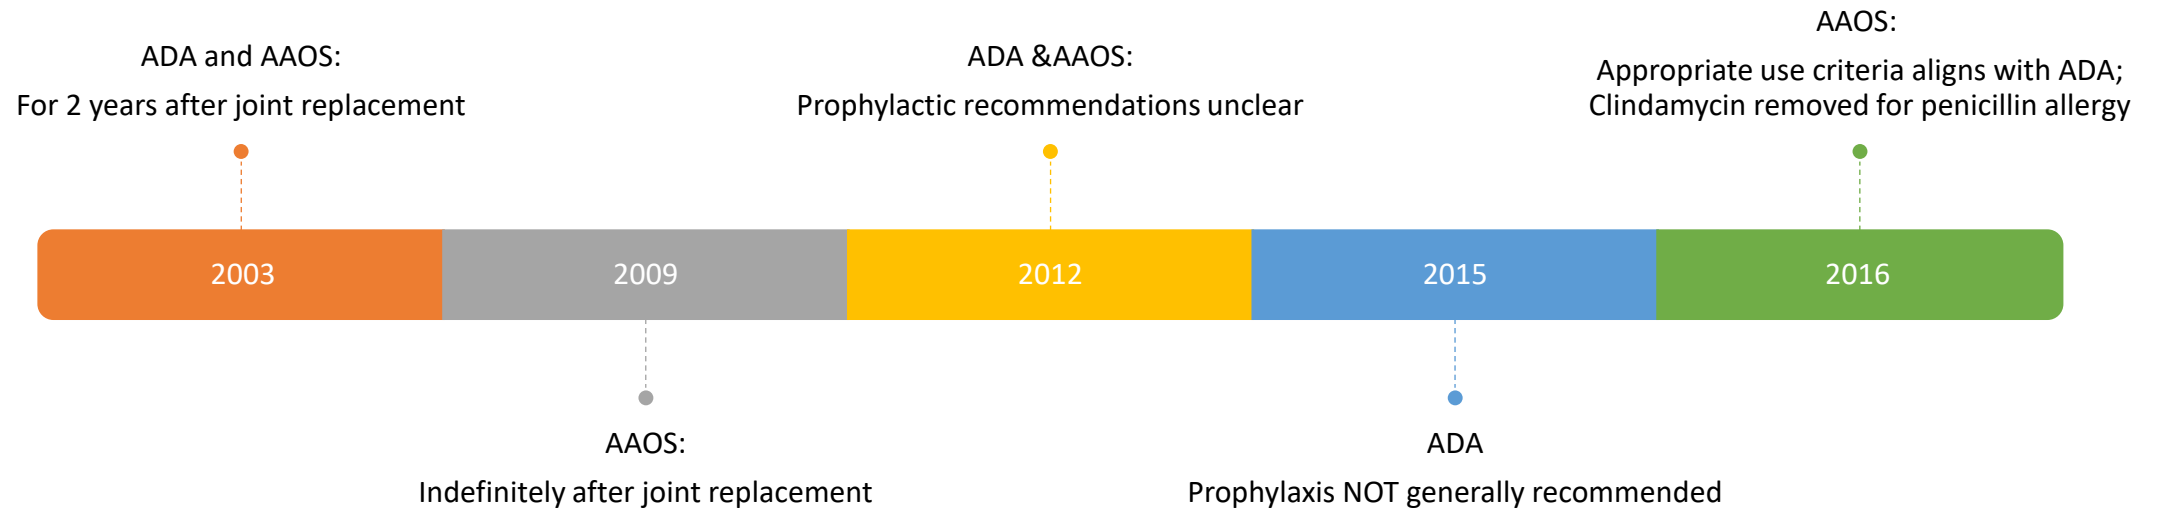 ADA and AAOS:
For 2 years after joint replacement
ADA &AAOS:
Prophylactic recommendations unclear
AAOS:
Appropriate use criteria aligns with ADA;
Clindamycin removed for penicillin allergy
2003
2009
2012
2015
2016
AAOS:
Indefinitely after joint replacement
ADA
Prophylaxis NOT generally recommended